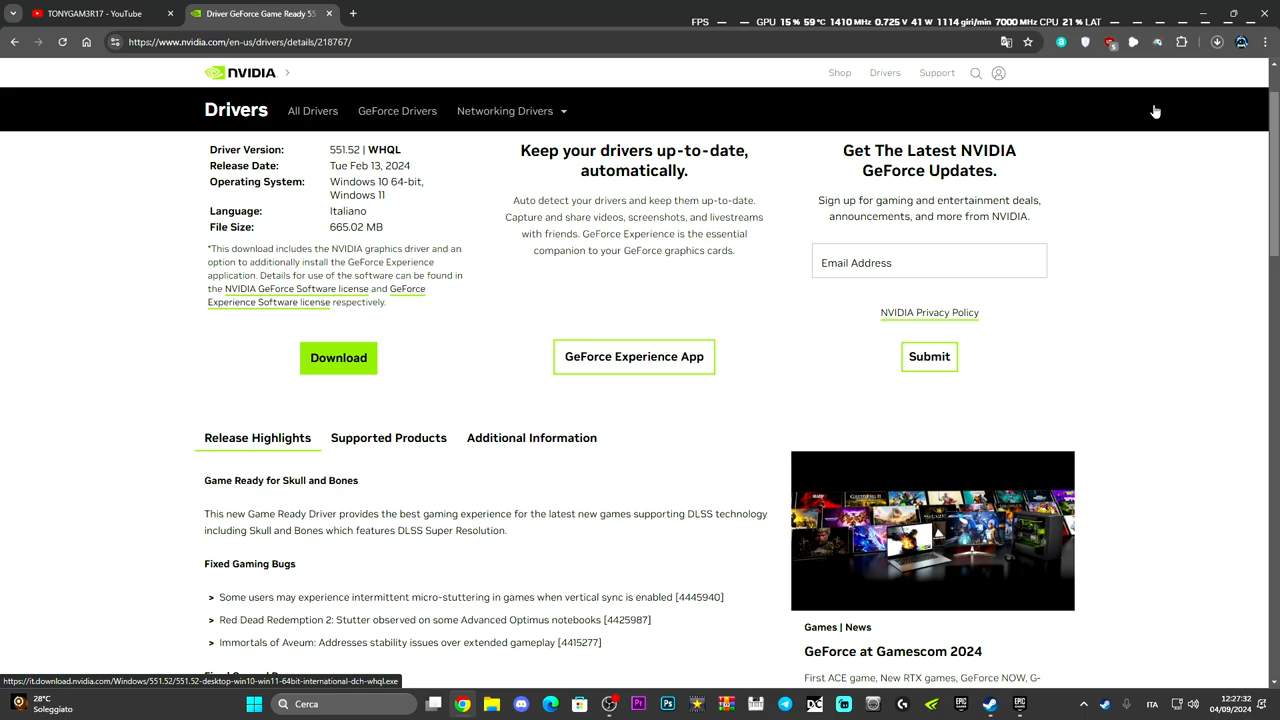 TONYGAM3R17 - YouTube
Driver GeForce Game Ready 55
FPS — — GPU 15 % 59 °C 1410 MHz 0.725 V 41 W 1114 giri/min 7000 MHz CPU 21 % LAT — — — — —
https://www.nvidia.com/en-us/drivers/details/218767/
NVIDIA.
Shop
Drivers
Support
Drivers
All Drivers
GeForce Drivers
Networking Drivers
Driver Version: 551.52 | WHQL
Release Date: Tue Feb 13, 2024
Operating System: Windows 10 64-bit,
Windows 11
Language: Italiano
File Size: 665.02 MB
*This download includes the NVIDIA graphics driver and an
option to additionally install the GeForce Experience
application. Details for use of the software can be found in
the NVIDIA GeForce Software license and GeForce
Experience Software license respectively.
Download
Keep your drivers up-to-date,
automatically.
Auto detect your drivers and keep them up-to-date.
Capture and share videos, screenshots, and livestreams
with friends. GeForce Experience is the essential
companion to your GeForce graphics cards.
GeForce Experience App
Get The Latest NVIDIA
GeForce Updates.
Sign up for gaming and entertainment deals,
announcements, and more from NVIDIA.
Email Address
NVIDIA Privacy Policy
Submit
Release Highlights
Supported Products
Additional Information
Game Ready for Skull and Bones
This new Game Ready Driver provides the best gaming experience for the latest new games supporting DLSS technology
including Skull and Bones which features DLSS Super Resolution.
Fixed Gaming Bugs
> Some users may experience intermittent micro-stuttering in games when vertical sync is enabled [4445940]
> Red Dead Redemption 2: Stutter observed on some Advanced Optimus notebooks [4425987]
> Immortals of Aveum: Addresses stability issues over extended gameplay [4415277]
Games | News
GeForce at Gamescom 2024
First ACE game, New RTX games, GeForce NOW, G-
https://it.download.nvidia.com/Windows/551.52/551.52-desktop-win10-win11-64bit-international-dch-whql.exe
28°C
Soleggiato
Cerca
ITA
12:27:32
04/09/2024